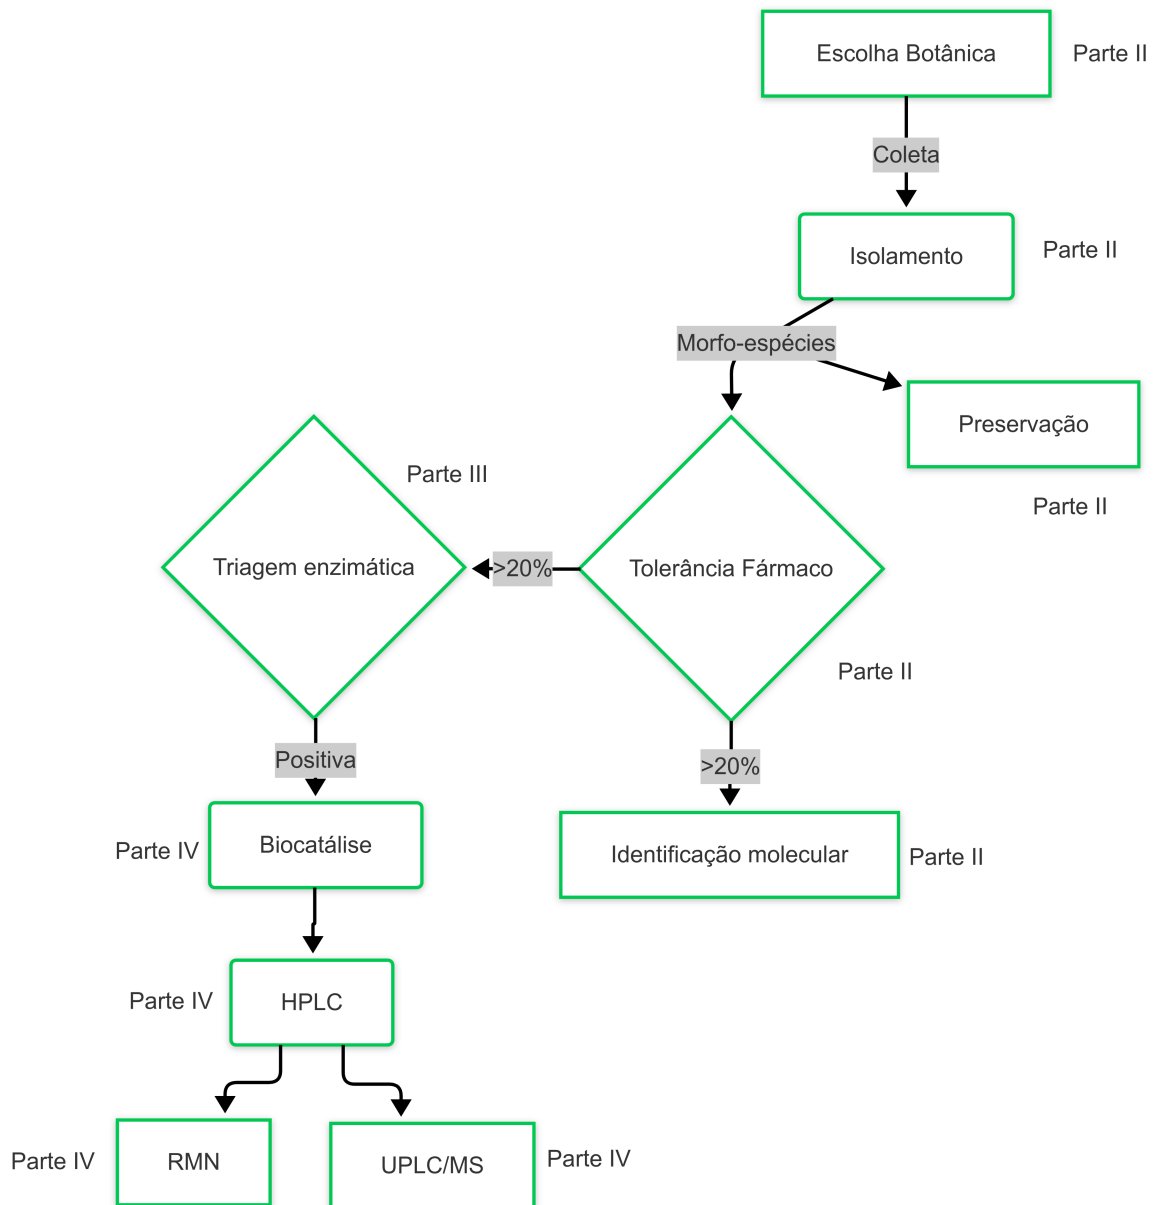 Escolha Botânica
Parte II
Coleta
Isolamento
Parte II
Morfo-espécies
Preservação
Parte II
Parte III
Triagem enzimática
>20%
Tolerância Fármaco
Parte II
Positiva
>20%
Parte IV
Biocatálise
Identificação molecular
Parte II
Parte IV
HPLC
Parte IV
RMN
UPLC/MS
Parte IV